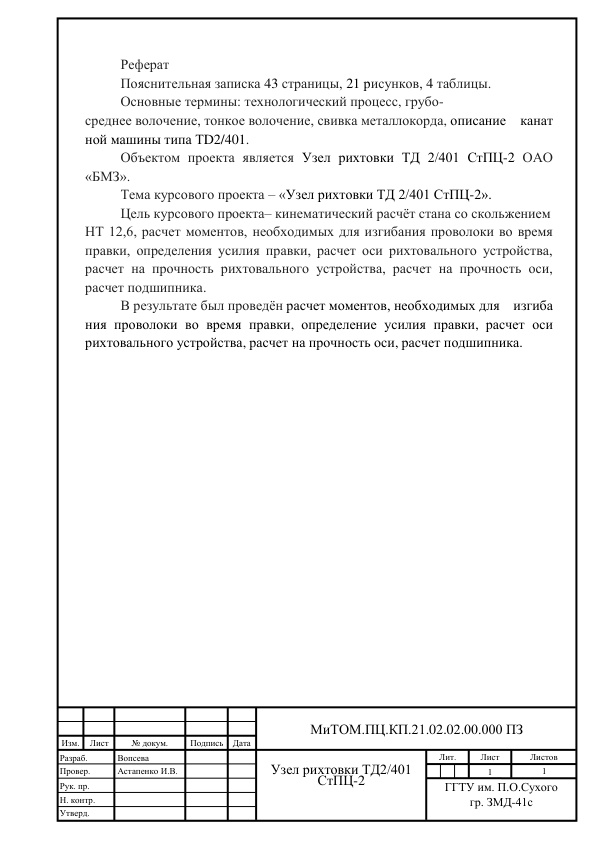 Реферат
Пояснительная записка 43 страницы, 21 рисунков, 4 таблицы.
Основные термины: технологический процесс, грубо-
среднее волочение, тонкое волочение, свивка металлокорда, описание канат
ной машины типа TD2/401.
Объектом проекта является Узел рихтовки ТД 2/401 СтПЦ-2 ОАО
«БМЗ».
Тема курсового проекта – «Узел рихтовки ТД 2/401 СтПЦ-2».
Цель курсового проекта– кинематический расчёт стана со скольжением
НТ 12,6, расчет моментов, необходимых для изгибания проволоки во время
правки, определения усилия правки, расчет оси рихтовального устройства,
расчет на прочность рихтовального устройства, расчет на прочность оси,
расчет подшипника.
В результате был проведён расчет моментов, необходимых для изгиба
ния проволоки во время правки, определение усилия правки, расчет оси
рихтовального устройства, расчет на прочность оси, расчет подшипника.
МиТОМ.ПЦ.КП.21.02.02.00.000 ПЗ
Изм. Лист № докум. Подпись Дата
Разраб. Вопсева
Провер. Астапенко И.В.
Рук. пр.
Н. контр.
Утверд.
Узел рихтовки ТД2/401
СтПЦ-2
Лит. Лист Листов
1 1
ГГТУ им. П.О.Сухого
гр. ЗМД-41с